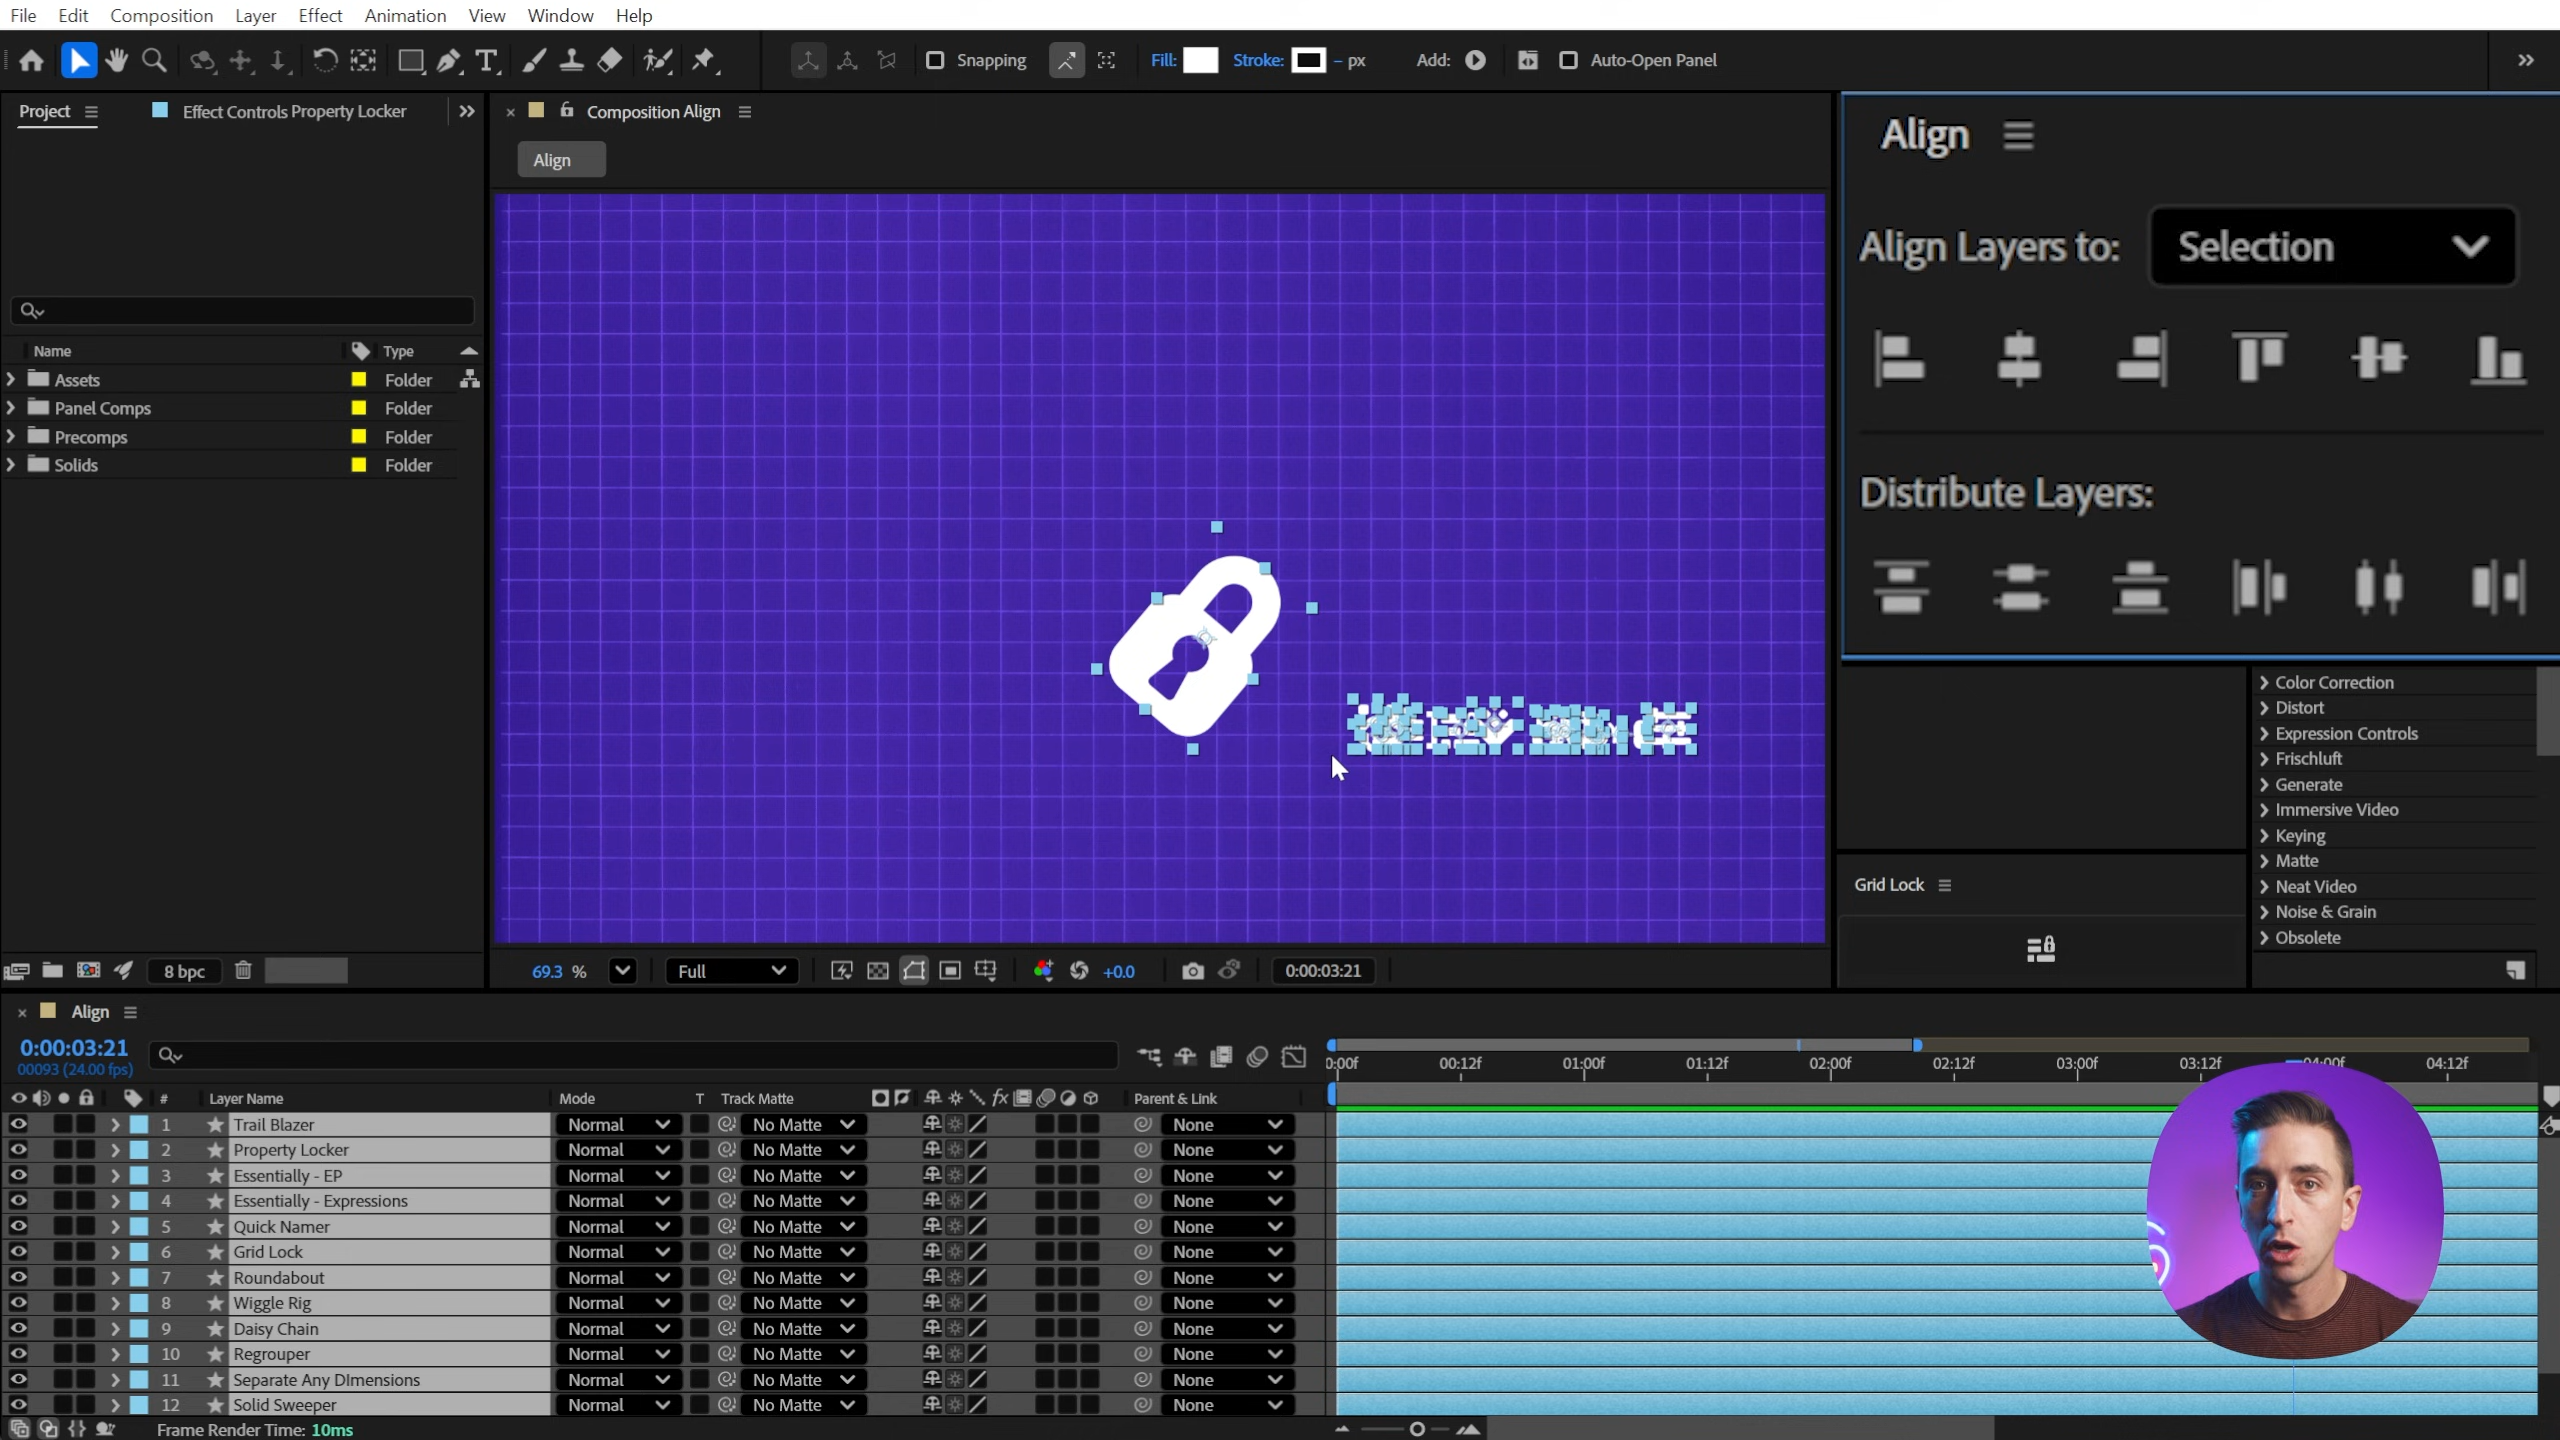 File Edit Composition Layer Effect Animation View Window Help
Snapping Fill: Stroke: – px Add: Auto-Open Panel
Project Effect Controls Property Locker
Composition Align
Align
Align
Align Layers to: Selection
Distribute Layers:
Name Type
Assets Folder
Panel Comps Folder
Precomps Folder
Solids Folder
Color Correction
Distort
Expression Controls
Frischluft
Generate
Immersive Video
Keying
Matte
Neat Video
Noise & Grain
Obsolete
Grid Lock
8 bpc
69.3 % Full +0.0 0:00:03:21
Align
0:00:03:21
00093 (24.00 fps)
0:00f 00:12f 01:00f 01:12f 02:00f 02:12f 03:00f 03:12f 04:00f 04:12f
# Layer Name Mode T Track Matte fx Parent & Link
1 Trail Blazer Normal No Matte None
2 Property Locker Normal No Matte None
3 Essentially - EP Normal No Matte None
4 Essentially - Expressions Normal No Matte None
5 Quick Namer Normal No Matte None
6 Grid Lock Normal No Matte None
7 Roundabout Normal No Matte None
8 Wiggle Rig Normal No Matte None
9 Daisy Chain Normal No Matte None
10 Regrouper Normal No Matte None
11 Separate Any DImensions Normal No Matte None
12 Solid Sweeper Normal No Matte None
Frame Render Time: 10ms